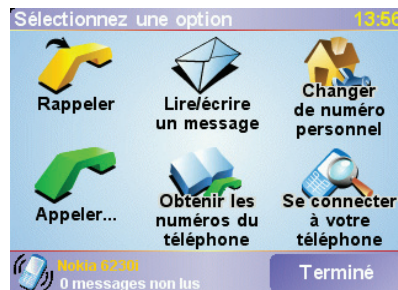 Sélectionnez une option 13:56
Rappeler
Lire/écrire
un message
Changer
de numéro
personnel
Appeler...
Obtenir les
numéros du
téléphone
Se connecter
à votre
téléphone
Nokia 6230i
0 messages non lus
Terminé